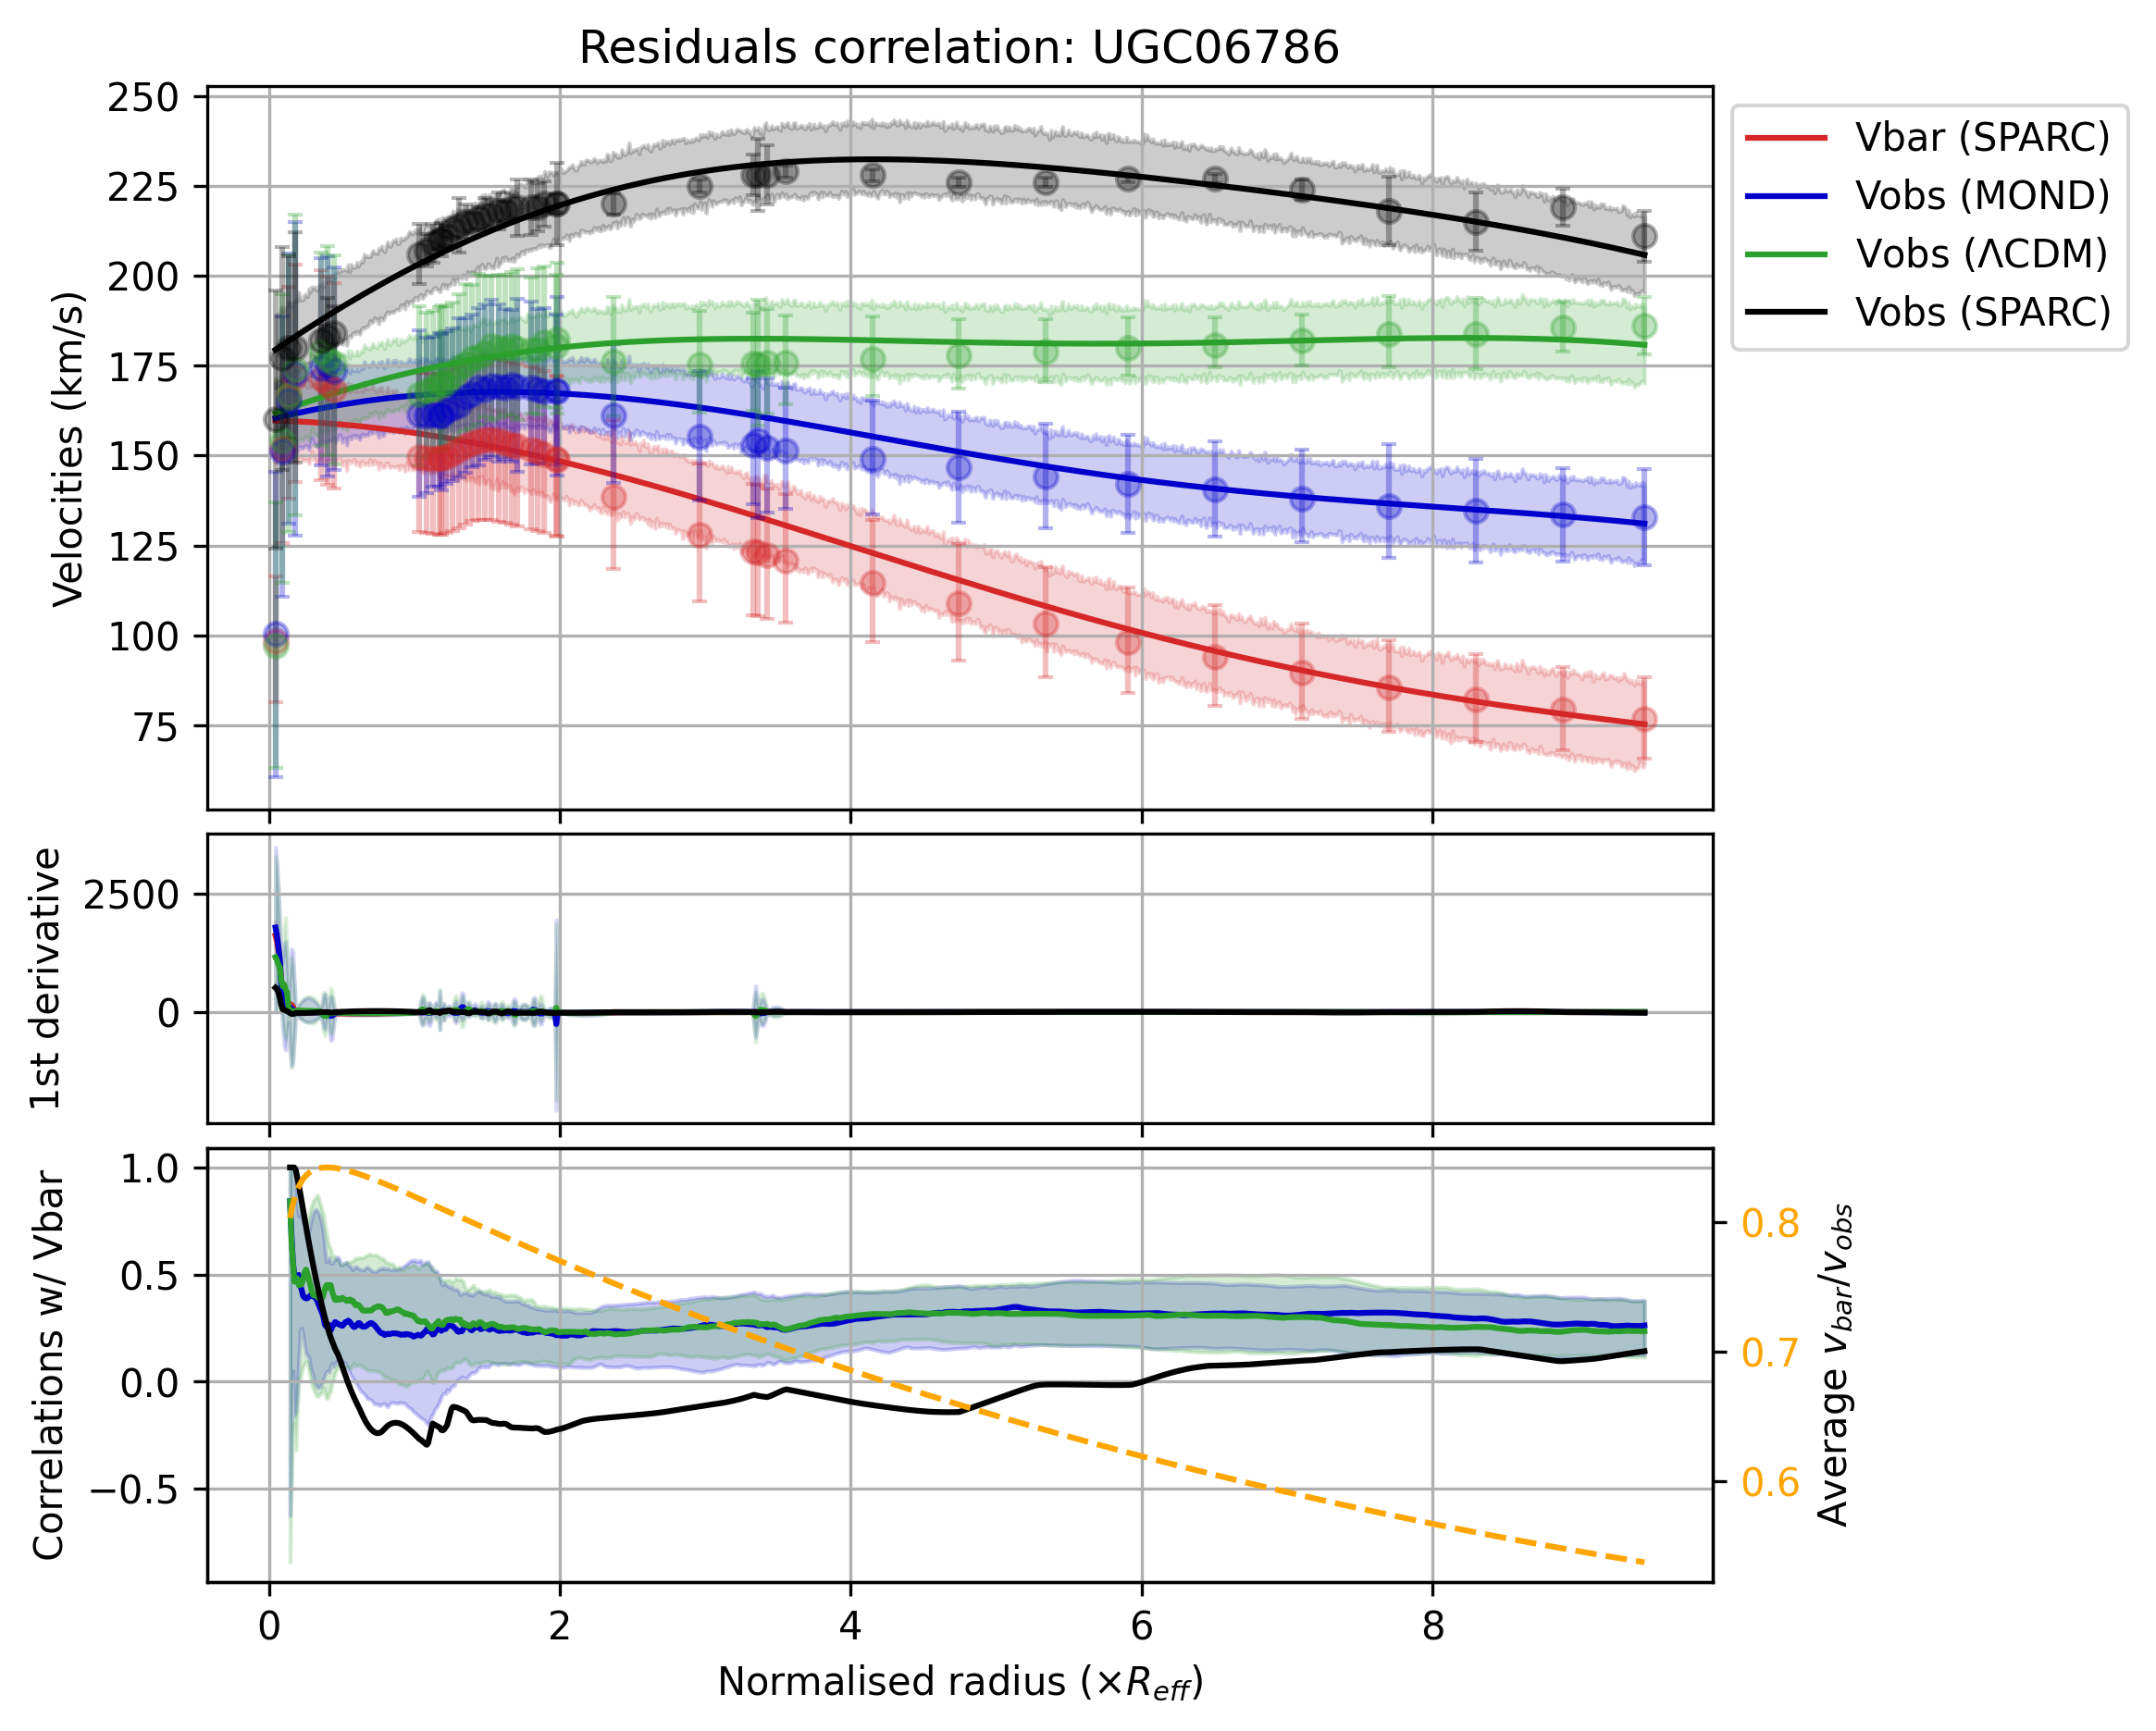 Residuals correlation: UGC06786
250
225
200
175
150
125
100
75
Velocities (km/s)
Vbar (SPARC)
Vobs (MOND)
Vobs (ΛCDM)
Vobs (SPARC)
2500
0
1st derivative
1.0
0.5
0.0
−0.5
Correlations w/ Vbar
0.8
0.7
0.6
Average v_bar/v_obs
0 2 4 6 8
Normalised radius (×R_eff)